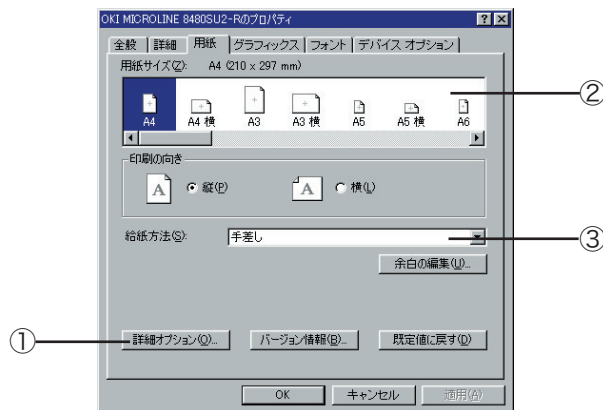 OKI MICROLINE 8480SU2-Rのプロパティ
全般 詳細 用紙 グラフィックス フォント デバイス オプション
用紙サイズ(Z): A4 (210 x 297 mm)
A4 A4 横 A3 A3 横 A5 A5 横 A6
②
印刷の向き
A 縦(P) A 横(L)
給紙方法(S): 手差し
③
余白の編集(U)...
①
詳細オプション(O)... バージョン情報(B)... 既定値に戻す(D)
OK キャンセル 適用(A)